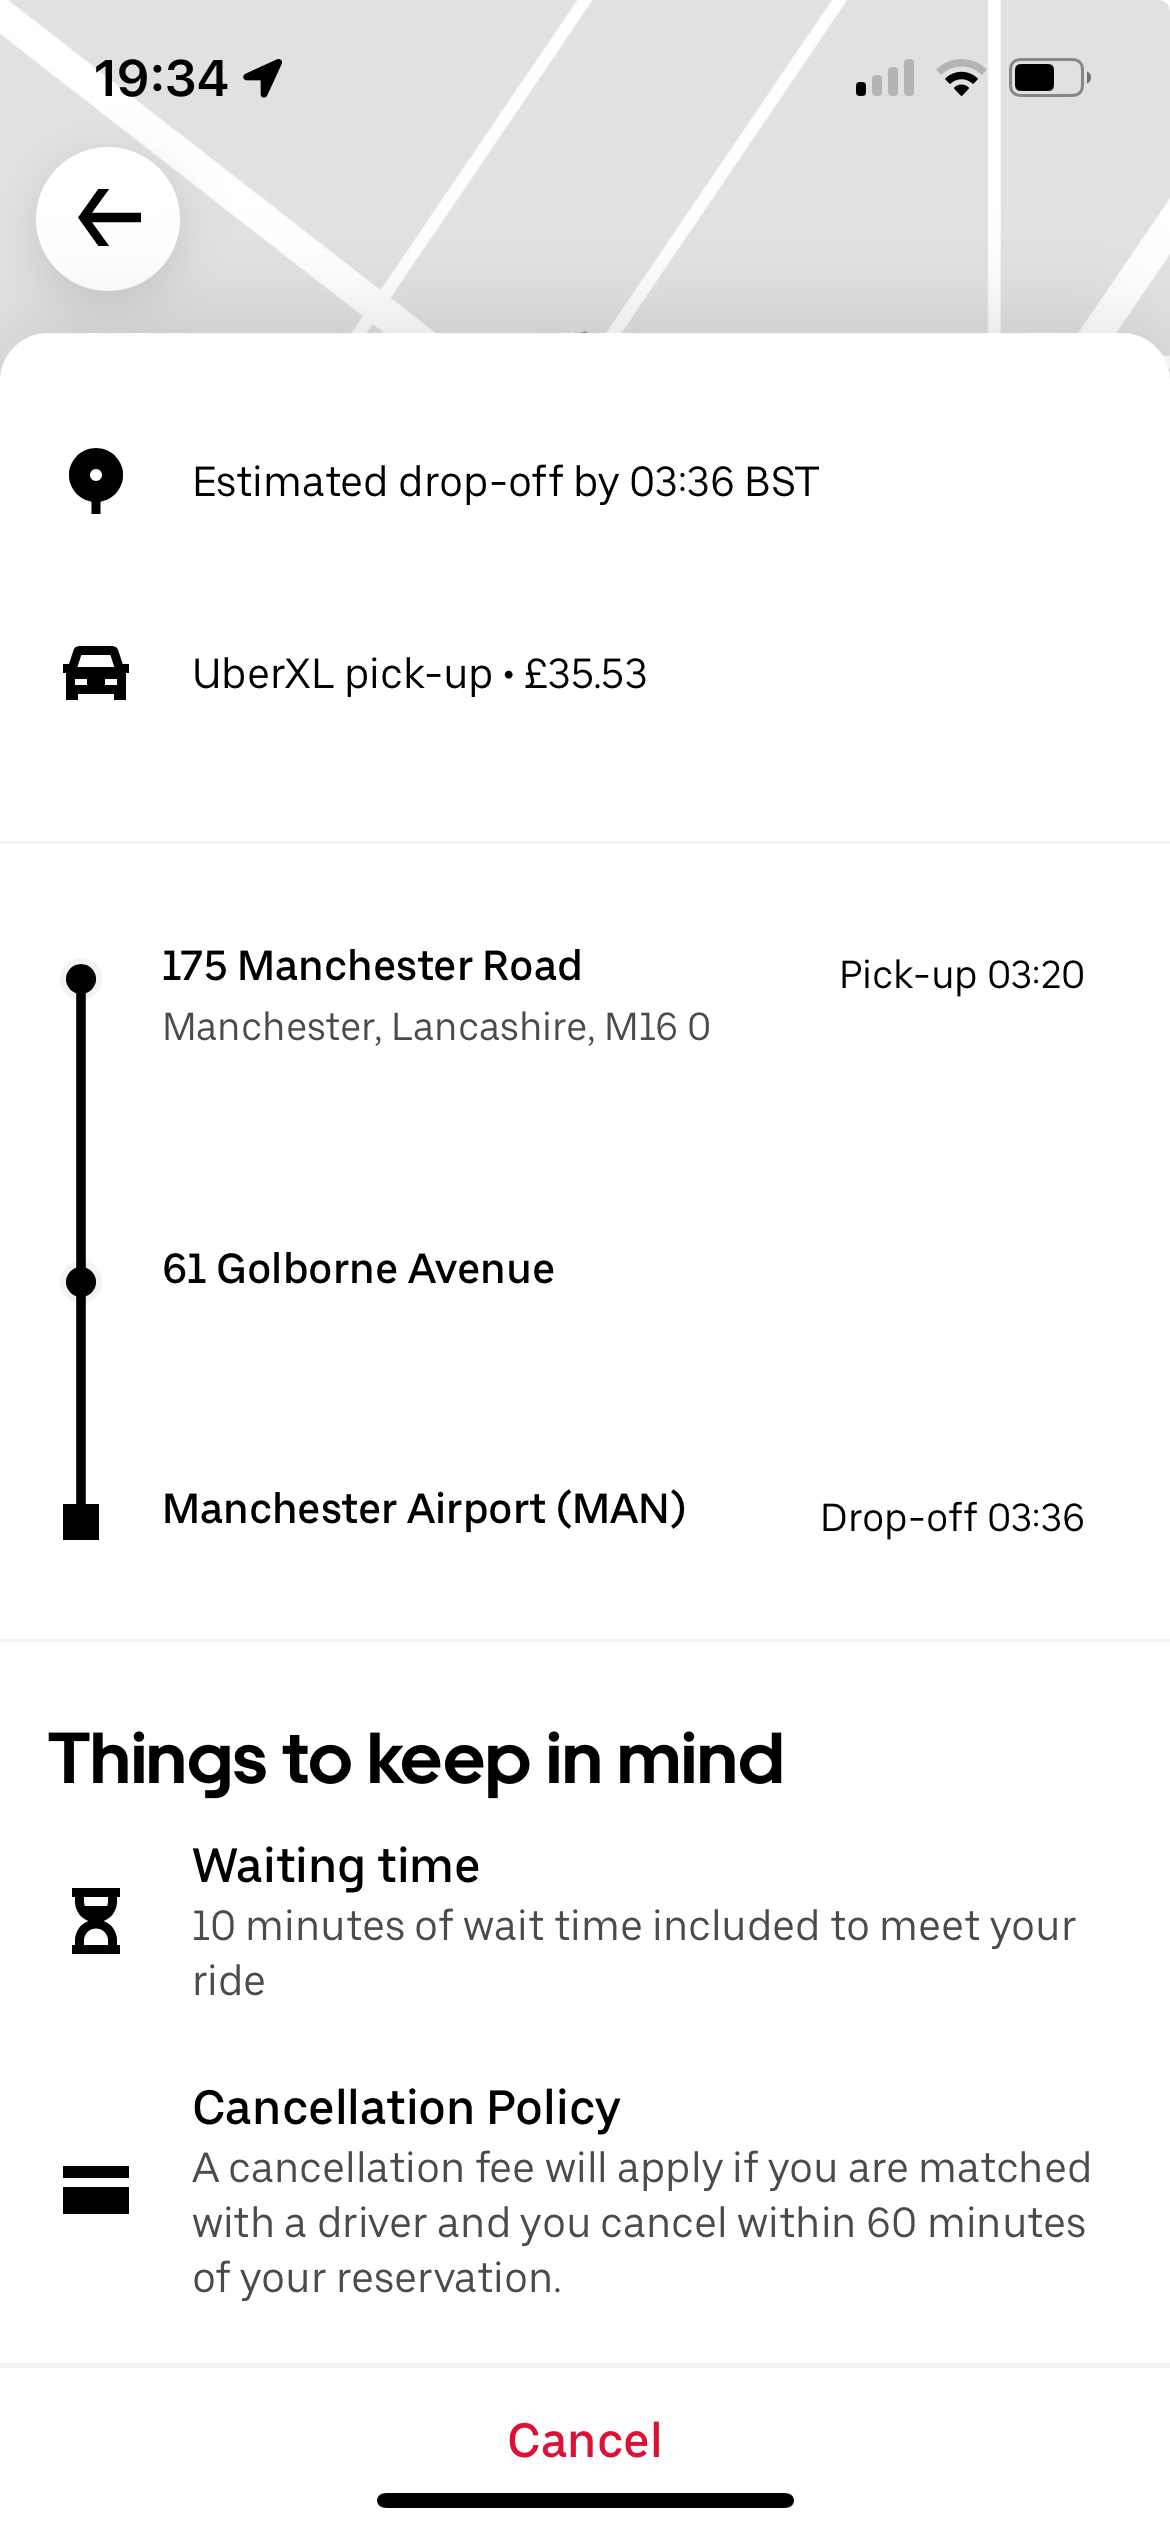 19:34
Estimated drop-off by 03:36 BST
UberXL pick-up • £35.53
175 Manchester Road
Pick-up 03:20
Manchester, Lancashire, M16 0
61 Golborne Avenue
Manchester Airport (MAN)
Drop-off 03:36
Things to keep in mind
Waiting time
10 minutes of wait time included to meet your
ride
Cancellation Policy
A cancellation fee will apply if you are matched
with a driver and you cancel within 60 minutes
of your reservation.
Cancel